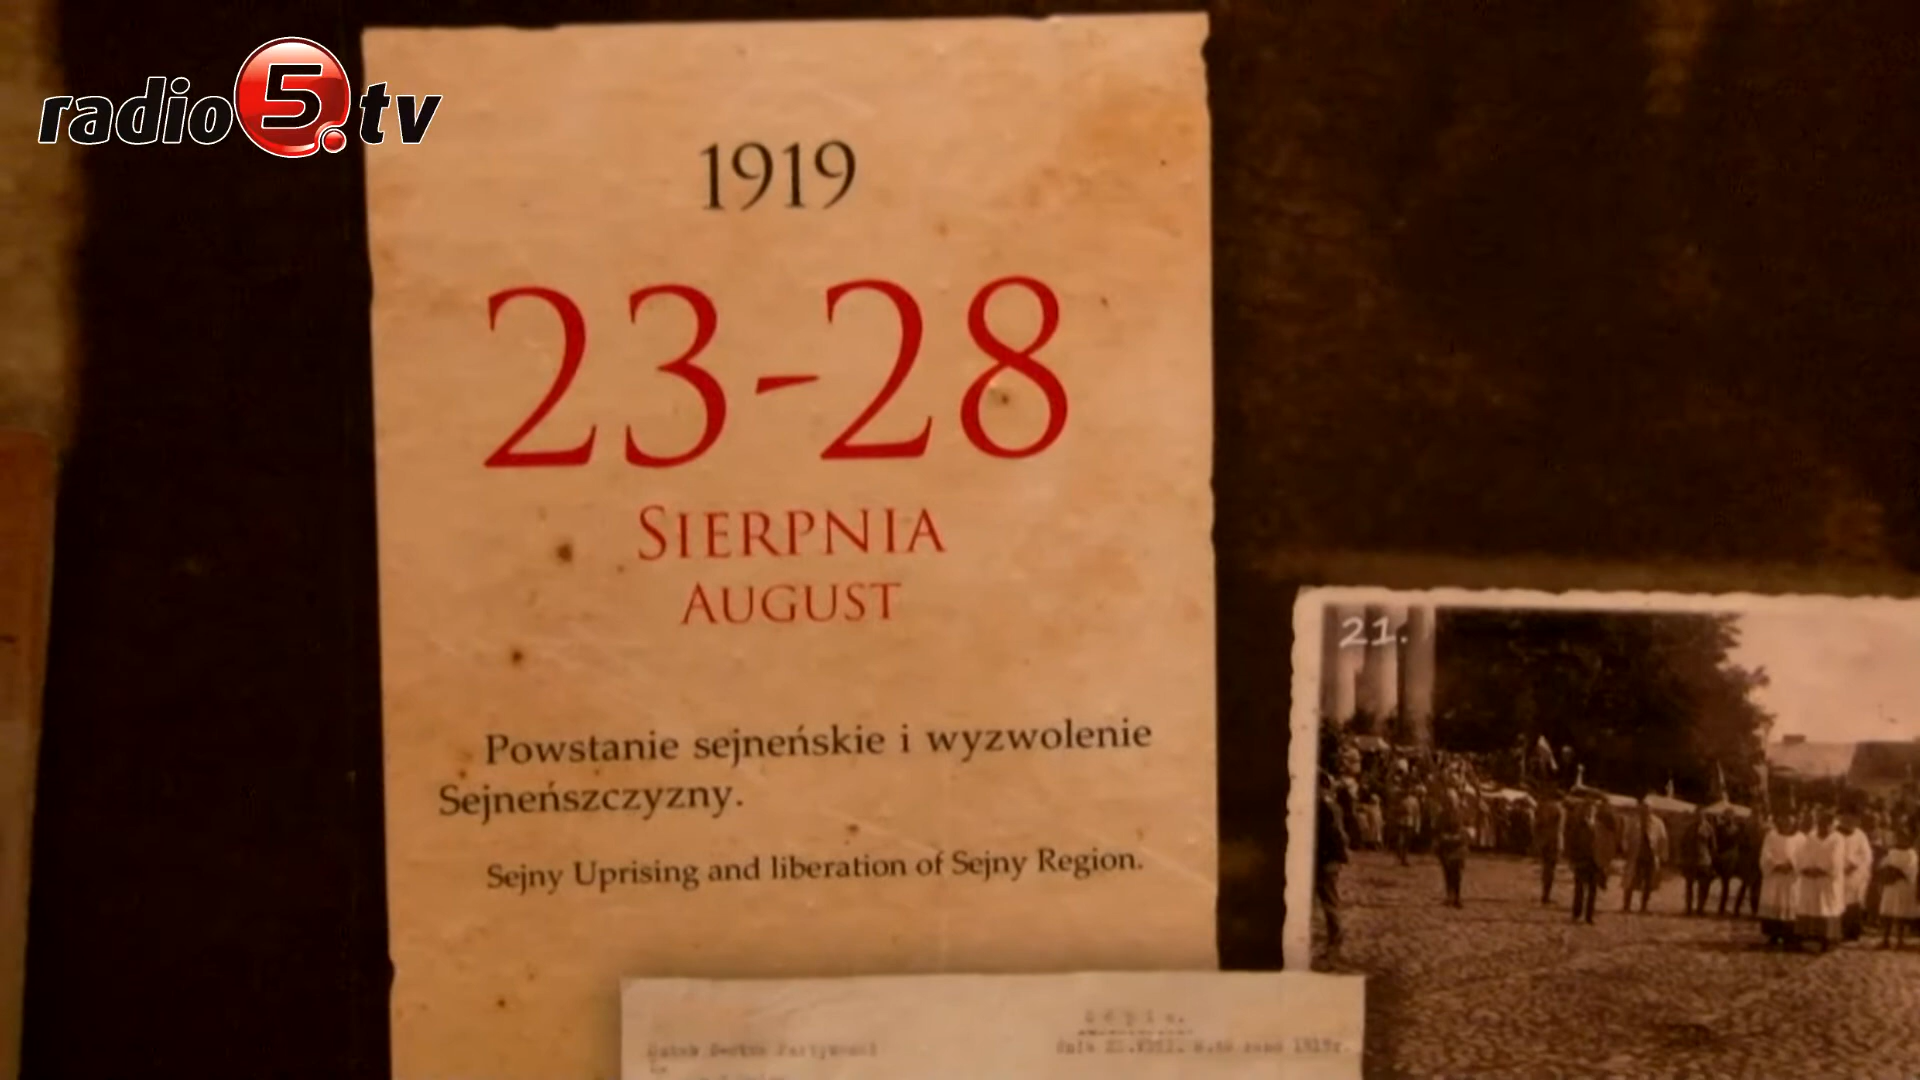 radio5.tv
1919
23-28
SIERPNIA
AUGUST
Powstanie sejneńskie i wyzwolenie
Sejneńszczyzny.
Sejny Uprising and liberation of Sejny Region.
21.